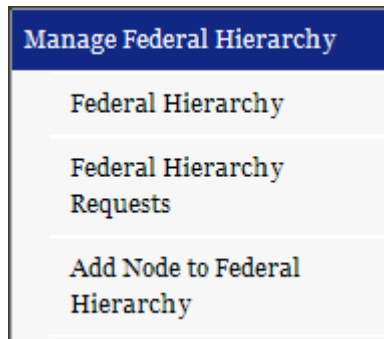 Manage Federal Hierarchy
Federal Hierarchy
Federal Hierarchy
Requests
Add Node to Federal
Hierarchy